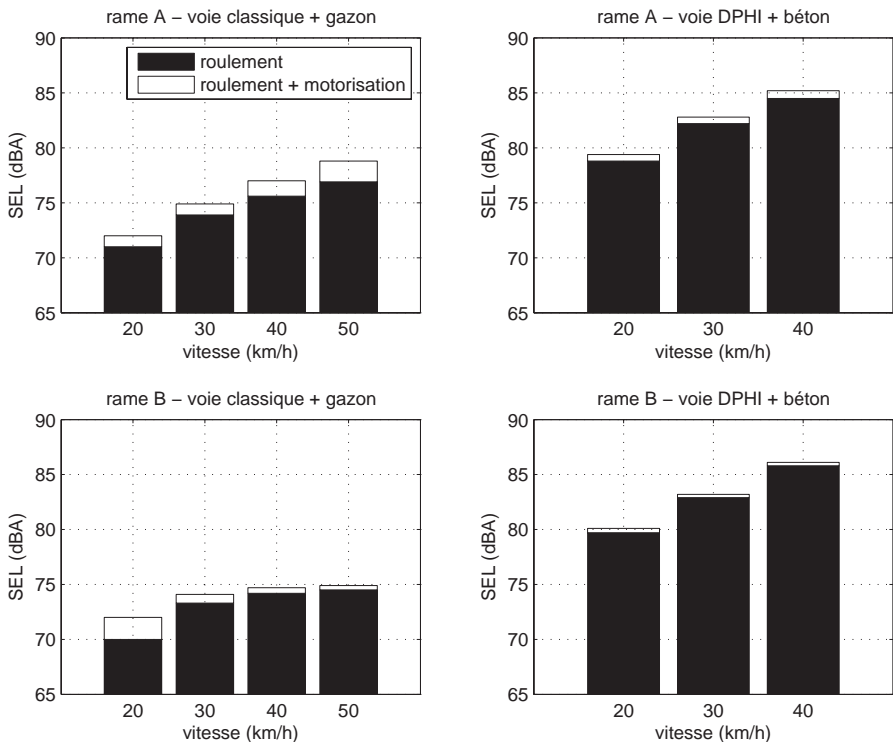 rame A – voie classique + gazon
90
85
80
75
70
65
SEL (dBA)
roulement
roulement + motorisation
20 30 40 50
vitesse (km/h)
rame A – voie DPHI + béton
90
85
80
75
70
65
SEL (dBA)
20 30 40
vitesse (km/h)
rame B – voie classique + gazon
90
85
80
75
70
65
SEL (dBA)
20 30 40 50
vitesse (km/h)
rame B – voie DPHI + béton
90
85
80
75
70
65
SEL (dBA)
20 30 40
vitesse (km/h)